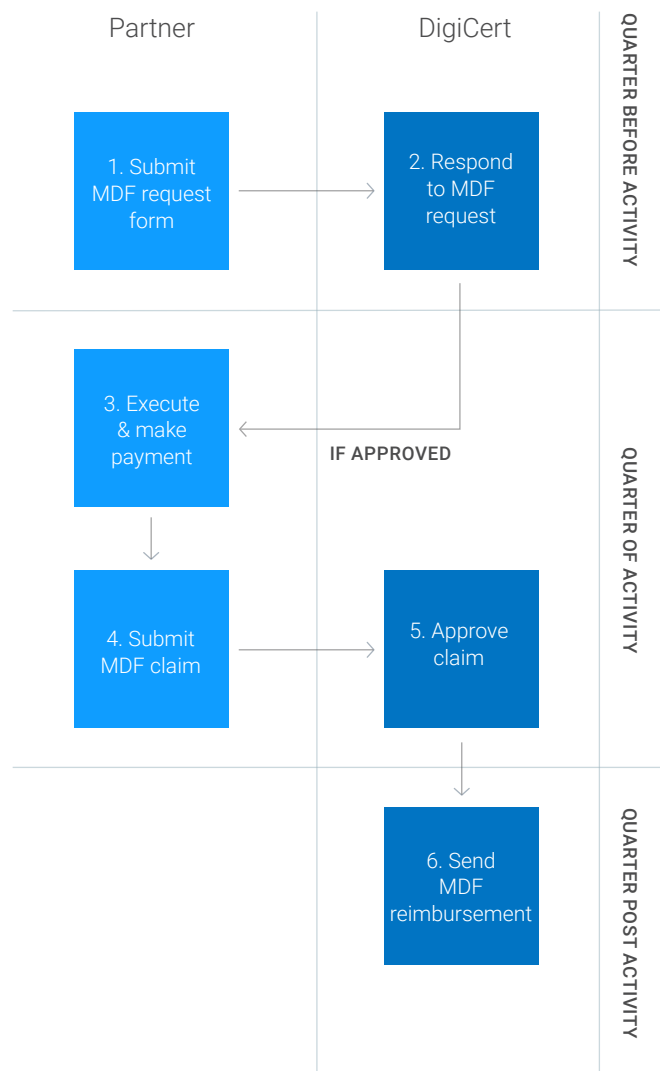 Partner
DigiCert
QUARTER BEFORE ACTIVITY
1. Submit
MDF request
form
2. Respond
to MDF
request
3. Execute
& make
payment
IF APPROVED
QUARTER OF ACTIVITY
4. Submit
MDF claim
5. Approve
claim
6. Send
MDF
reimbursement
QUARTER POST ACTIVITY